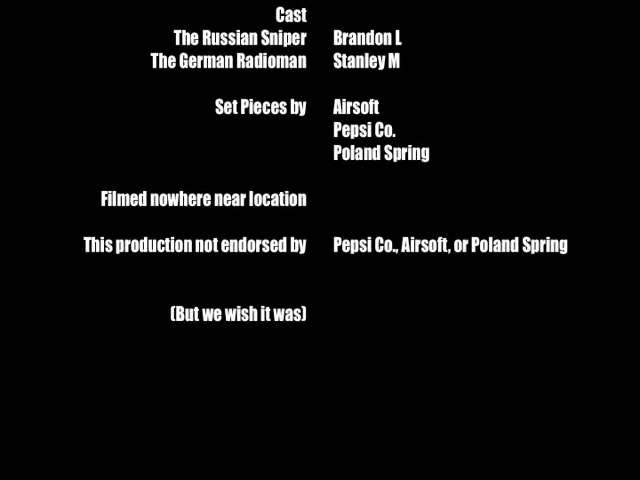 Cast
The Russian Sniper Brandon L
The German Radioman Stanley M
Set Pieces by Airsoft
Pepsi Co.
Poland Spring
Filmed nowhere near location
This production not endorsed by Pepsi Co., Airsoft, or Poland Spring
(But we wish it was)